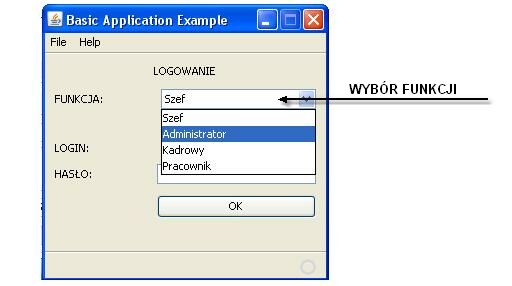 Basic Application Example
File Help
LOGOWANIE
FUNKCJA: Szef
WYBÓR FUNKCJI
Szef
Administrator
Kadrowy
Pracownik
LOGIN:
HASŁO:
OK